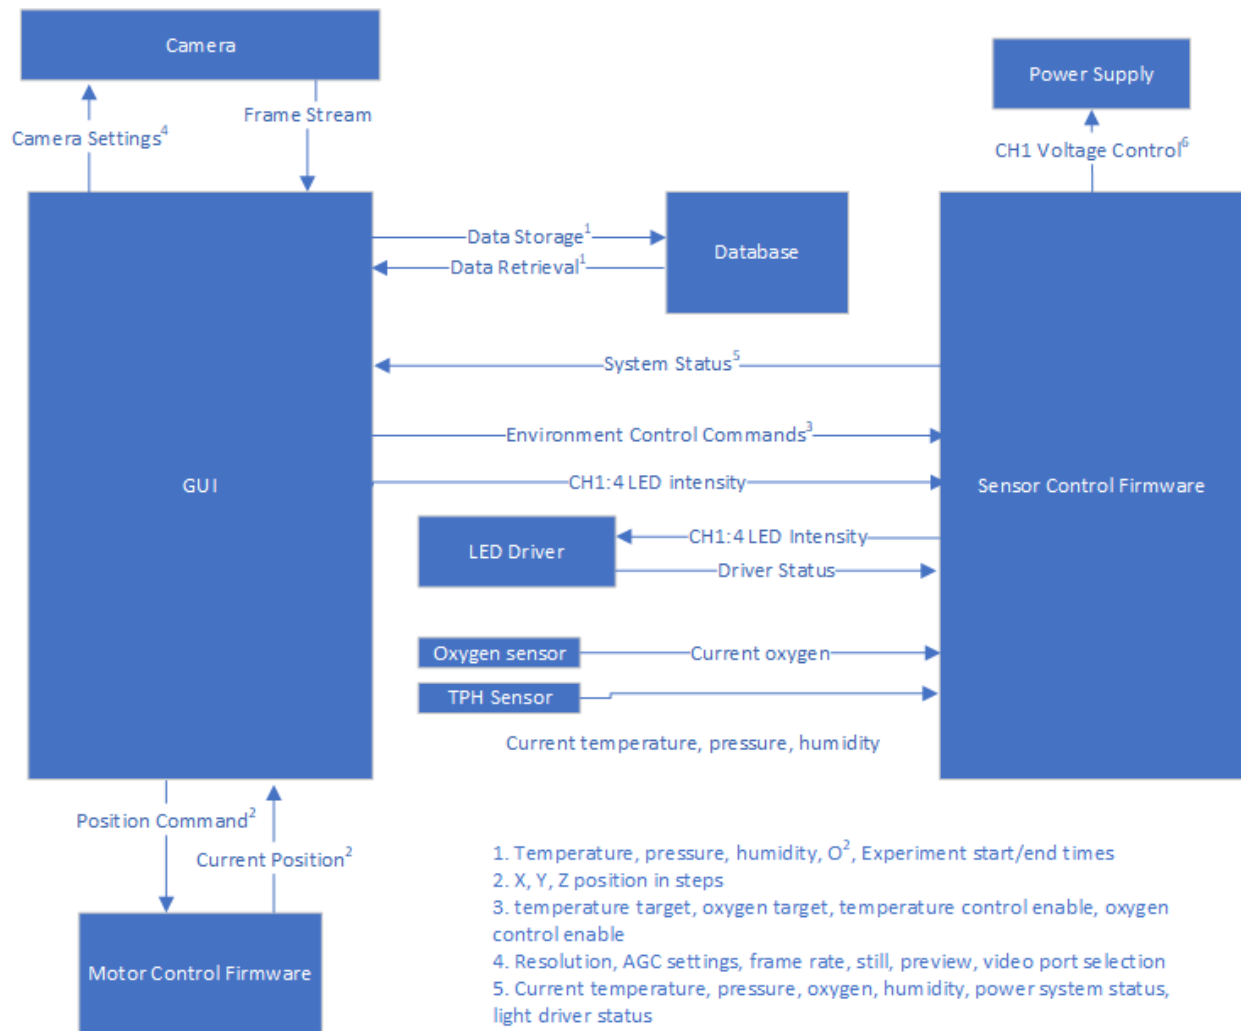 Camera
Power Supply
Camera Settings⁴
Frame Stream
CH1 Voltage Control⁶
Data Storage¹
Data Retrieval¹
Database
System Status⁵
Environment Control Commands³
CH1:4 LED intensity
GUI
Sensor Control Firmware
LED Driver
CH1:4 LED Intensity
Driver Status
Oxygen sensor
Current oxygen
TPH Sensor
Current temperature, pressure, humidity
Position Command²
Current Position²
Motor Control Firmware
1. Temperature, pressure, humidity, O², Experiment start/end times
2. X, Y, Z position in steps
3. temperature target, oxygen target, temperature control enable, oxygen
control enable
4. Resolution, AGC settings, frame rate, still, preview, video port selection
5. Current temperature, pressure, oxygen, humidity, power system status,
light driver status